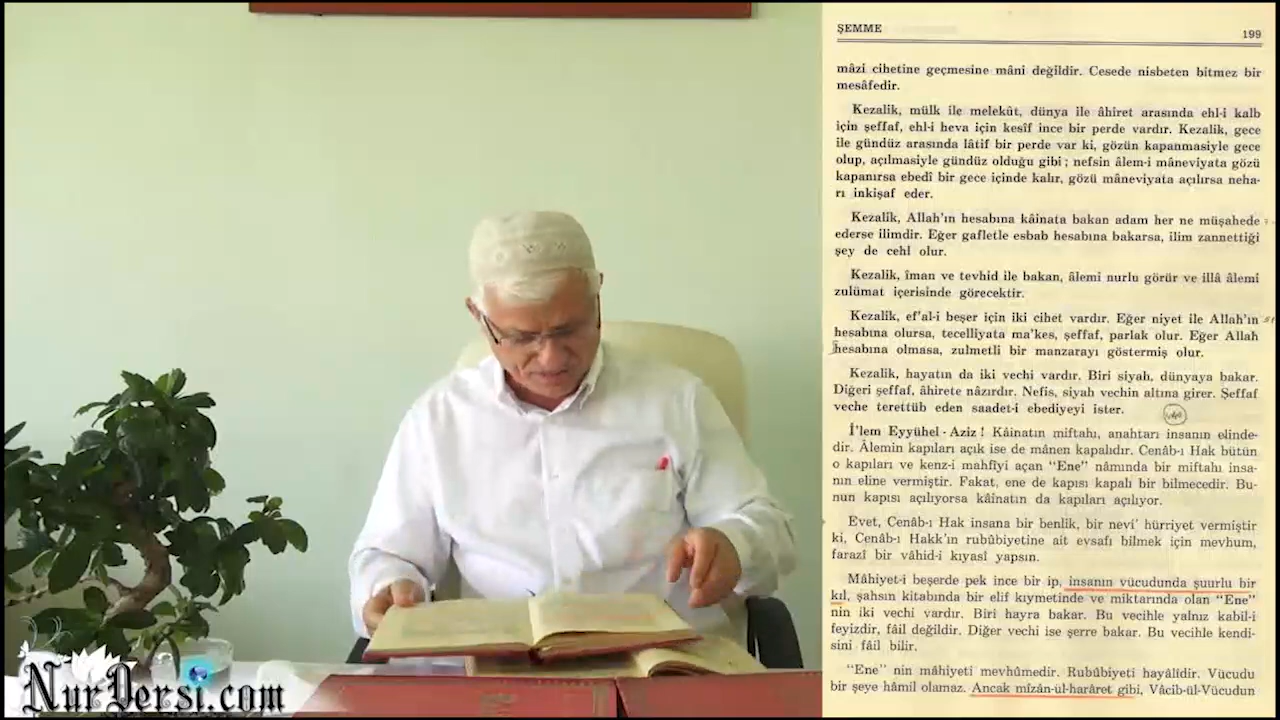 ŞEMME
199
mâzi cihetine geçmesine mâni değildir. Cesede nisbeten bitmez bir
mesâfedir.
Kezalik, mülk ile melekût, dünya ile âhiret arasında ehl-i kalb
için şeffaf, ehl-i heva için kesîf ince bir perde vardır. Kezalik, gece
ile gündüz arasında lâtif bir perde var ki, gözün kapanmasiyle gece
olup, açılmasiyle gündüz olduğu gibi; nefsin âlem-i mâneviyata gözü
kapanırsa ebedî bir gece içinde kalır, gözü mâneviyata açılırsa neha-
rı inkişaf eder.
Kezalik, Allah'ın hesabına kâinata bakan adam her ne müşahede
ederse ilimdir. Eğer gafletle esbab hesabına bakarsa, ilim zannettiği
şey de cehl olur.
Kezalik, îman ve tevhid ile bakan, âlemi nurlu görür ve illâ âlemi
zulümat içerisinde görecektir.
Kezalik, ef'al-i beşer için iki cihet vardır. Eğer niyet ile Allah'ın
hesabına olursa, tecelliyata ma'kes, şeffaf, parlak olur. Eğer Allah
hesabına olmasa, zulmetli bir manzarayı göstermiş olur.
Kezalik, hayatın da iki vechi vardır. Biri siyah, dünyaya bakar.
Diğeri şeffaf, âhirete nâzırdır. Nefis, siyah vechin altına girer. Şeffaf
veche terettüb eden saadet-i ebediyeyi ister.
İ'lem Eyyühel - Aziz! Kâinatın miftahı, anahtarı insanın elinde-
dir. Âlemin kapıları açık ise de mânen kapalıdır. Cenâb-ı Hak bütün
o kapıları ve kenz-i mahfîyi açan "Ene" nâmında bir miftahı insa-
nın eline vermiştir. Fakat, ene de kapısı kapalı bir bilmecedir. Bu-
nun kapısı açılıyorsa kâinatın da kapıları açılıyor.
Evet, Cenâb-ı Hak insana bir benlik, bir nevi' hürriyet vermiştir
ki, Cenâb-ı Hakk'ın rubûbiyetine ait evsafı bilmek için mevhum,
farazî bir vâhid-i kıyasî yapsın.
Mâhiyet-i beşerde pek ince bir ip, insanın vücudunda şuurlu bir
kıl, şahsın kitabında bir elif kıymetinde ve miktarında olan "Ene"
nin iki vechi vardır. Biri hayra bakar. Bu vecihle yalnız kabil-i
feyizdir, fâil değildir. Diğer vechi ise şerre bakar. Bu vecihle kendi-
sini fâil bilir.
"Ene" nin mâhiyeti mevhûmedir. Rubûbiyeti hayâlidir. Vücudu
bir şeye hâmil olamaz. Ancak mîzân-ül-harâret gibi, Vâcib-ül-Vücudun
NurDersi.com